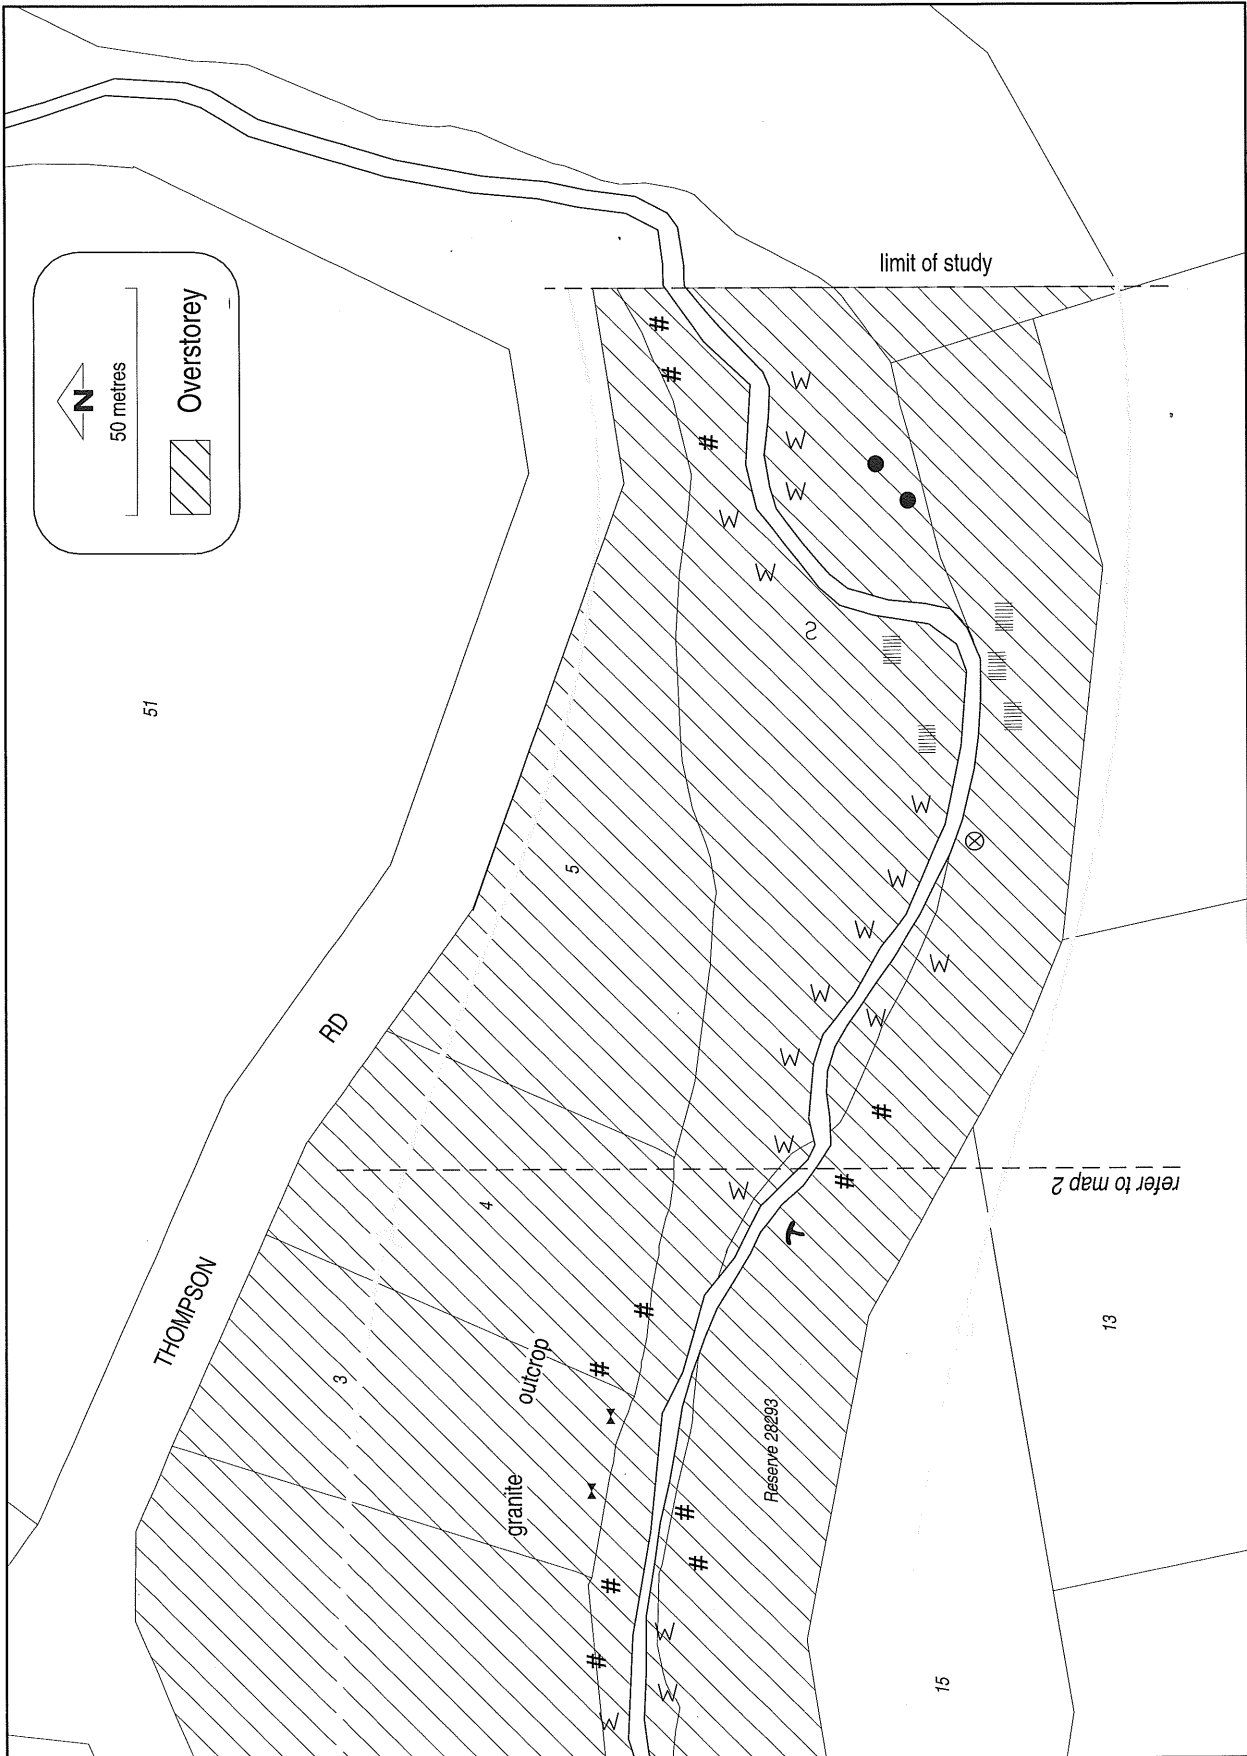 limit of study
N
50 metres
Overstorey
51
S
5
RD
refer to map 2
4
THOMPSON
13
3
outcrop
Reserve 28293
granite
15